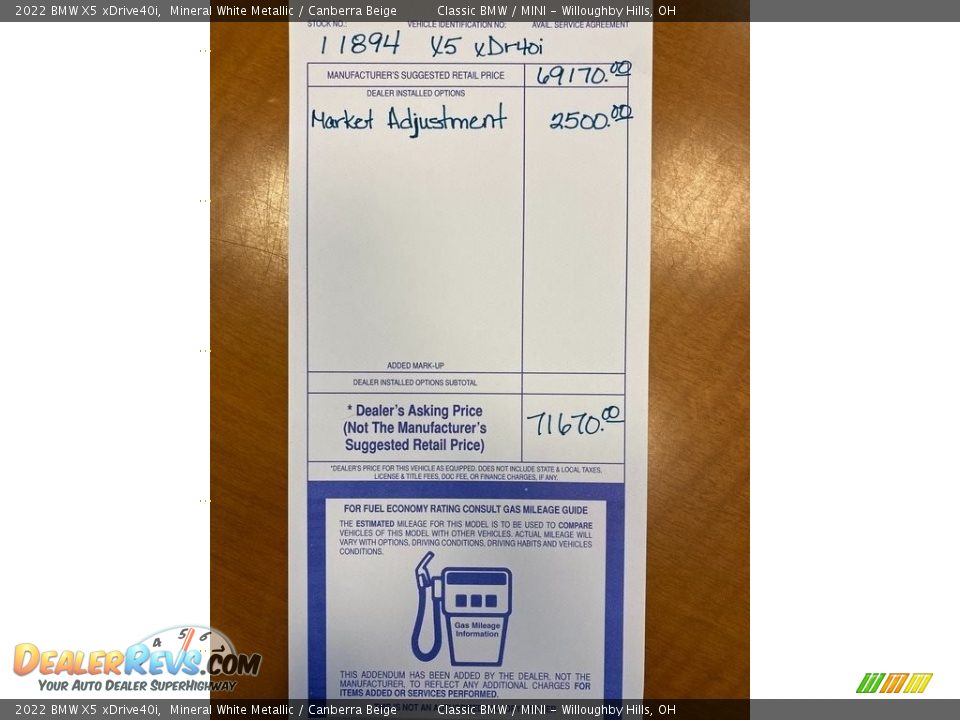 2022 BMW X5 xDrive40i, Mineral White Metallic / Canberra Beige Classic BMW / MINI - Willoughby Hills, OH
STOCK NO.: VEHICLE IDENTIFICATION NO: AVAIL. SERVICE AGREEMENT
11894 X5 xDr40i
MANUFACTURER'S SUGGESTED RETAIL PRICE 69170.00
DEALER INSTALLED OPTIONS
Market Adjustment 2500.00
ADDED MARK-UP
DEALER INSTALLED OPTIONS SUBTOTAL
* Dealer's Asking Price
(Not The Manufacturer's
Suggested Retail Price)
71670.00
*DEALER'S PRICE FOR THIS VEHICLE AS EQUIPPED. DOES NOT INCLUDE STATE & LOCAL TAXES,
LICENSE & TITLE FEES, DOC FEE, OR FINANCE CHARGES, IF ANY.
FOR FUEL ECONOMY RATING CONSULT GAS MILEAGE GUIDE
THE ESTIMATED MILEAGE FOR THIS MODEL IS TO BE USED TO COMPARE
VEHICLES OF THIS MODEL WITH OTHER VEHICLES. ACTUAL MILEAGE WILL
VARY WITH OPTIONS, DRIVING CONDITIONS, DRIVING HABITS AND VEHICLES
CONDITIONS.
Gas Mileage
Information
THIS ADDENDUM HAS BEEN ADDED BY THE DEALER, NOT THE
MANUFACTURER, TO REFLECT ANY ADDITIONAL CHARGES FOR
ITEMS ADDED OR SERVICES PERFORMED.
4 5 6
DEALERREVS.COM
YOUR AUTO DEALER SUPERHIGHWAY
2022 BMW X5 xDrive40i, Mineral White Metallic / Canberra Beige Classic BMW / MINI - Willoughby Hills, OH